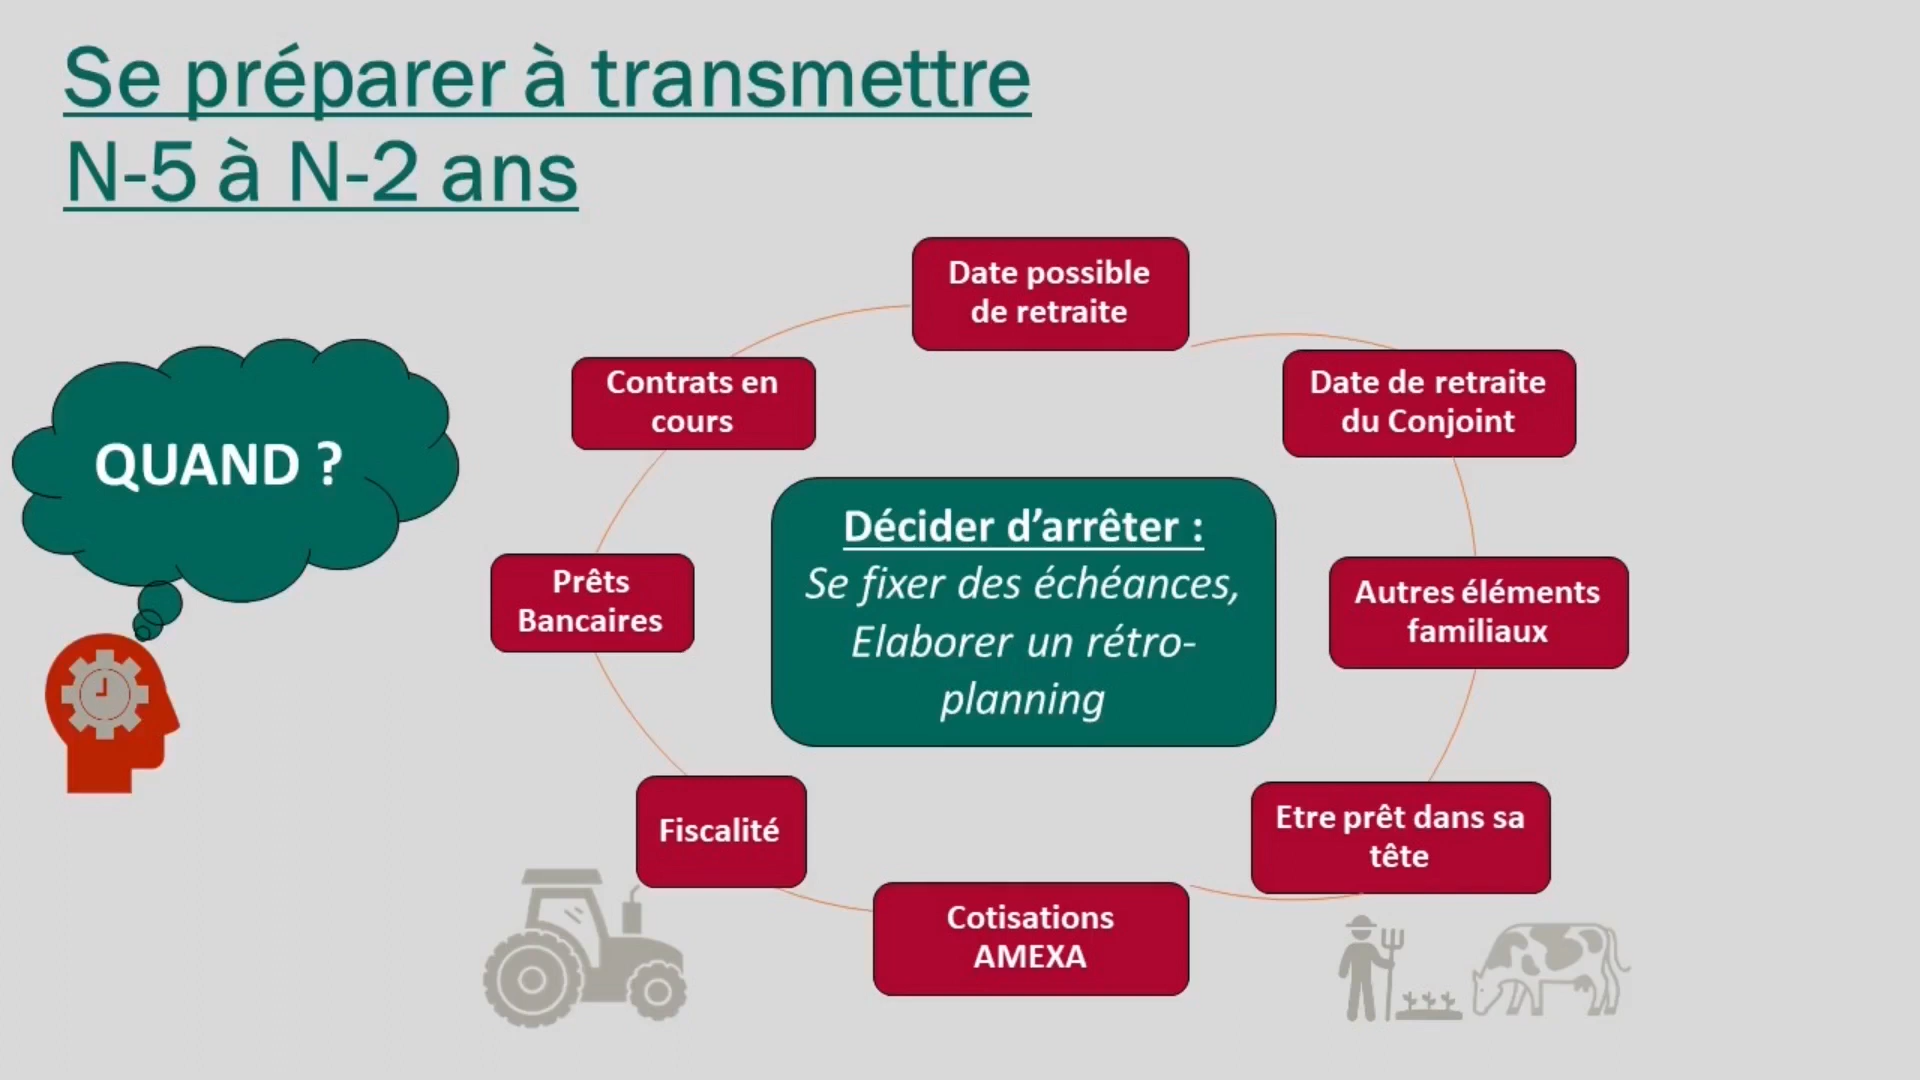 Se préparer à transmettre
N-5 à N-2 ans
QUAND ?
Date possible
de retraite
Date de retraite
du Conjoint
Autres éléments
familiaux
Etre prêt dans sa
tête
Cotisations
AMEXA
Fiscalité
Prêts
Bancaires
Contrats en
cours
Décider d’arrêter :
Se fixer des échéances,
Elaborer un rétro-
planning